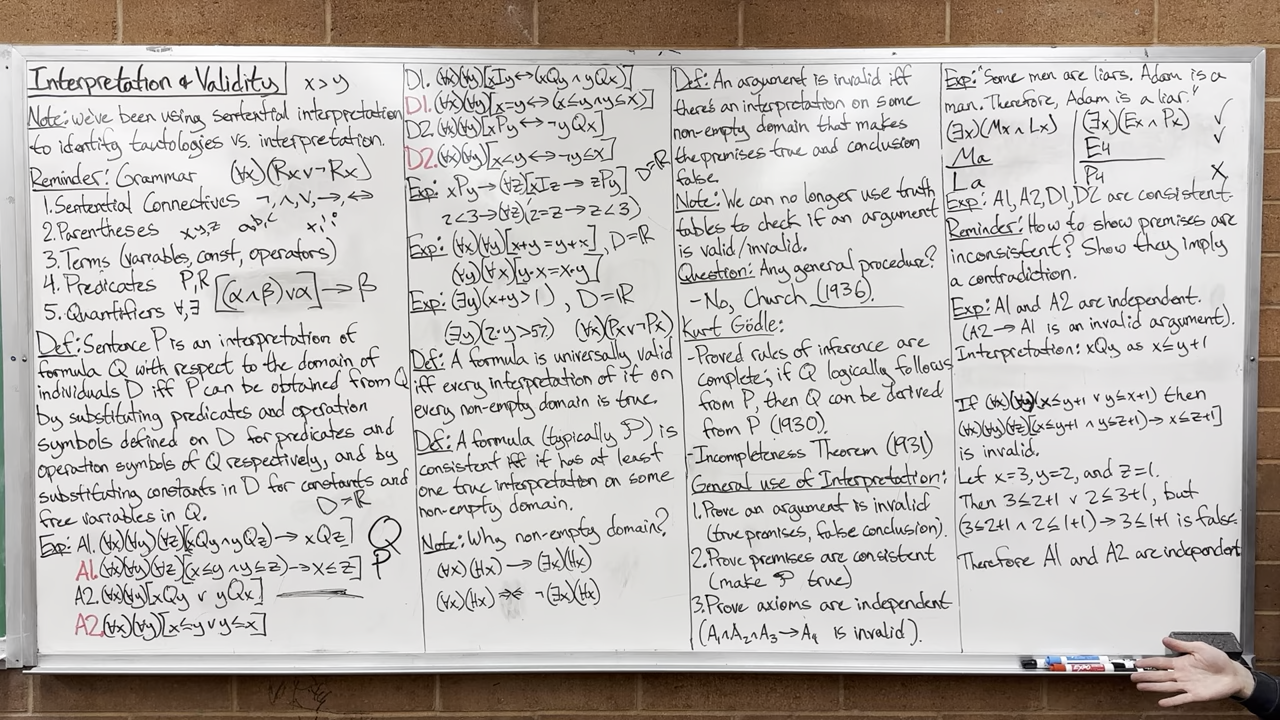 Interpretation & Validity x>y
Note: we've been using sentential interpretation
to identify tautologies vs. interpretation.
Reminder: Grammar (∀x)(Rx∨¬Rx)
1. Sentential Connectives ¬,∧,∨,→,↔
2. Parentheses x,y,z a,b,c
3. Terms (variables, const, operators)
4. Predicates P,R [(α∧β)∨α]→β
5. Quantifiers ∀,∃
Def: Sentence P is an interpretation of
formula Q with respect to the domain of
individuals D iff P can be obtained from Q
by substituting predicates and operation
symbols defined on D for predicates and
operation symbols of Q respectively, and by
substituting constants in D for constants and
free variables in Q. D=ℝ
Exp: A1. (∀x)(∀y)(∀z)[(xQy∧yQz)→xQz] Q
A1. (∀x)(∀y)(∀z)[(x≤y∧y≤z)→x≤z] P
A2. (∀x)(∀y)[xQy ∨ yQx]
A2. (∀x)(∀y)[x≤y∨y≤x]
D1. (∀x)(∀y)[xIy↔(xQy∧yQx)]
D1. (∀x)(∀y)[x=y↔(x≤y∧y≤x)]
D2. (∀x)(∀y)[xPy↔¬yQx]
D2. (∀x)(∀y)[x<y↔¬y≤x]
Exp: xPy→(∀z)[xIz→zPy] D=ℝ
2<3→(∀z)(2=z→z<3)
Exp: (∀x)(∀y)[x+y=y+x], D=ℝ
(∀y)(∀x)[y·x=x·y]
Exp: (∃y)(x+y>1), D=ℝ
(∃y)(2·y>57) (∀x)(Px∨¬Px)
Def: A formula is universally valid
iff every interpretation of it on
every non-empty domain is true.
Def: A formula (typically P) is
consistent iff it has at least
one true interpretation on some
non-empty domain.
Note: Why non-empty domain?
(∀x)(Hx)→(∃x)(Hx)
(∀x)(Hx) ¬(∃x)(Hx)
Def: An argument is invalid iff
there's an interpretation on some
non-empty domain that makes
the premises true and conclusion
false.
Note: We can no longer use truth
tables to check if an argument
is valid/invalid.
Question: Any general procedure?
-No, Church (1936).
Kurt Gödle:
-Proved rules of inference are
complete; if Q logically follows
from P, then Q can be derived
from P (1930).
-Incompleteness Theorem (1931)
General use of Interpretation:
1. Prove an argument is invalid
(true premises, false conclusion).
2. Prove premises are consistent
(make P true)
3. Prove axioms are independent
(A₁∧A₂∧A₃→A₄ is invalid).
Exp: "Some men are liars. Adam is a
man. Therefore, Adam is a liar."
(∃x)(Mx∧Lx) (∃x)(Ex∧Px) ✓
Ma E4 ✓
La P4 X
Exp: A1, A2, D1, D2 are consistent.
Reminder: How to show premises are
inconsistent? Show they imply
a contradiction.
Exp: A1 and A2 are independent.
(A2→A1 is an invalid argument).
Interpretation: xQy as x≤y+1
If (∀x)(∀y)(x≤y+1 ∨ y≤x+1) then
(∀x)(∀y)(∀z)[(x≤y+1 ∧ y≤z+1)→x≤z+1]
is invalid.
Let x=3, y=2, and z=1.
Then 3≤2+1 ∨ 2≤3+1, but
(3≤2+1 ∧ 2≤1+1)→3≤1+1 is false
Therefore A1 and A2 are independent